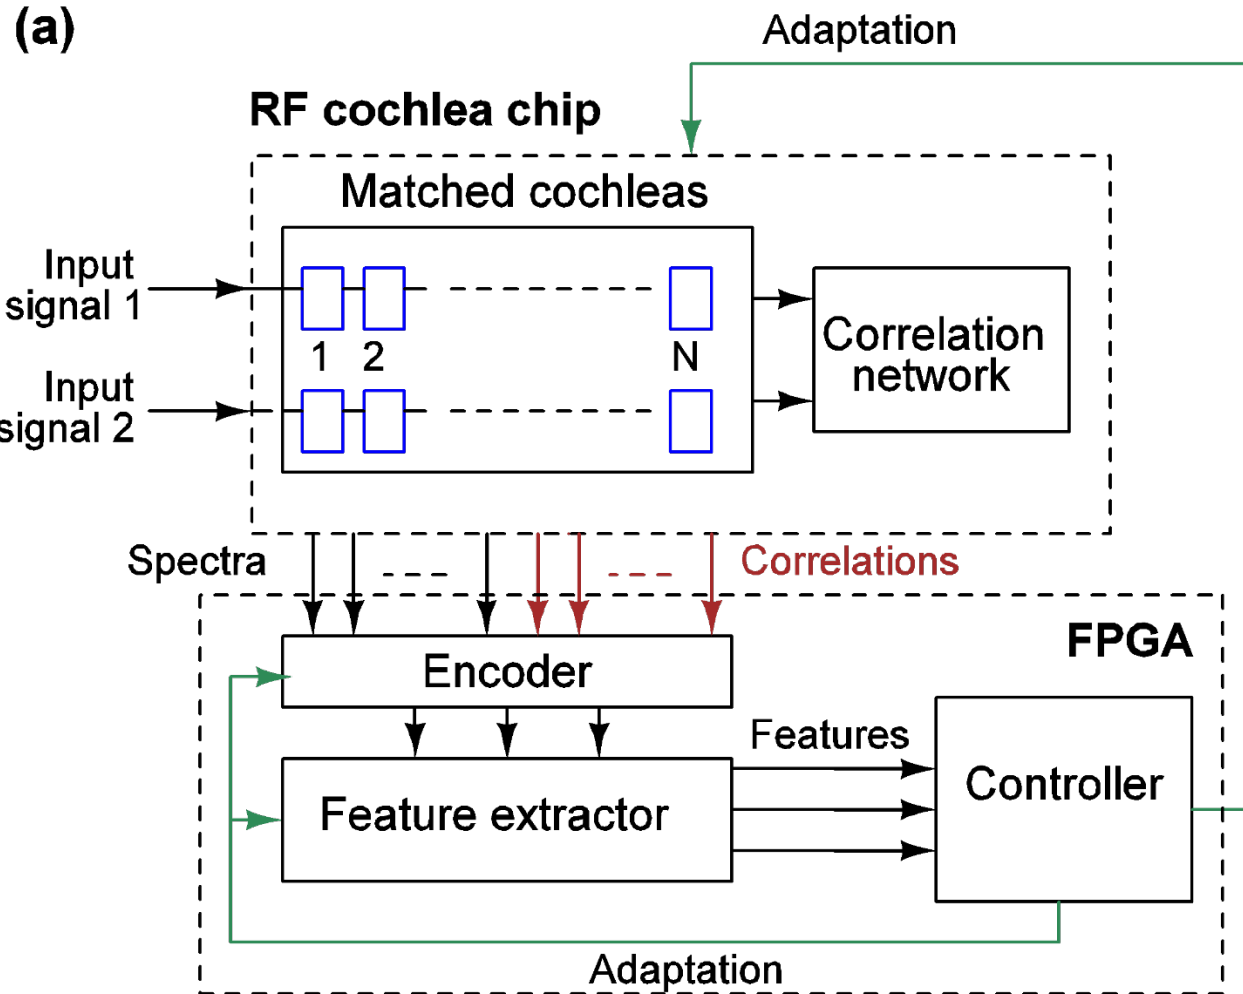 (a)
Adaptation
RF cochlea chip
Matched cochleas
Input
signal 1
1 2 N
Input
signal 2
Correlation
network
Spectra
Correlations
FPGA
Encoder
Features
Feature extractor
Controller
Adaptation